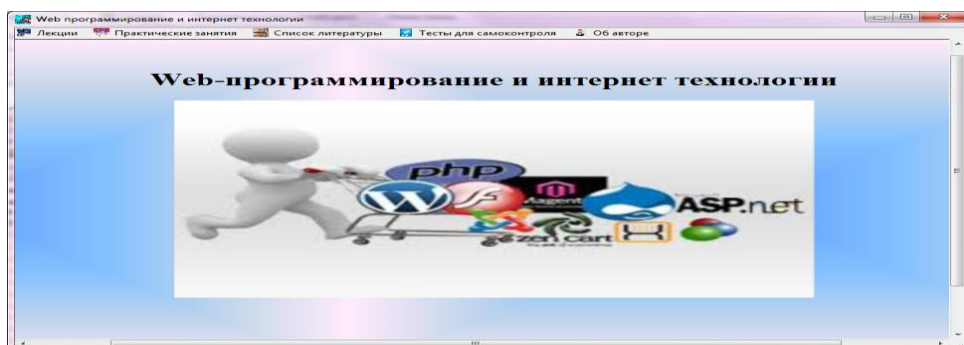 Web программирование и интернет технологии
Лекции Практические занятия Список литературы Тесты для самоконтроля Об авторе
Web-программирование и интернет технологии
php
W f Magento ASP.net
zen cart